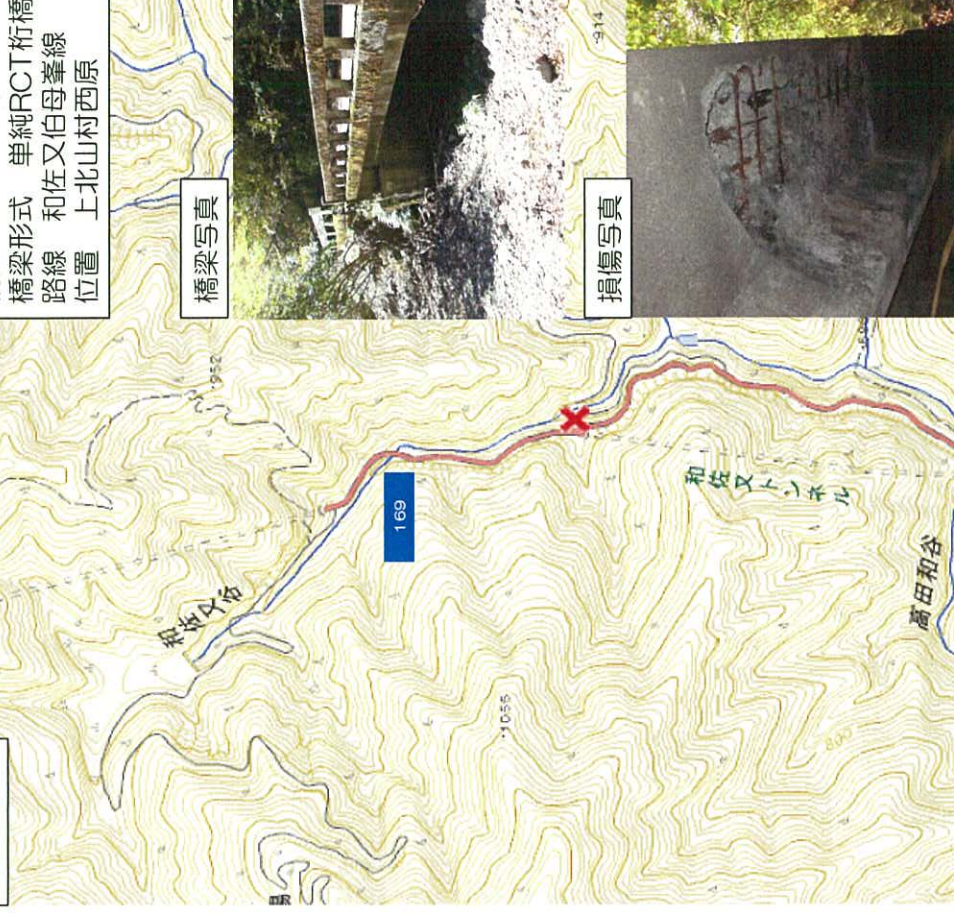 橋梁形式 単純RCT桁橋
路線 和佐又伯母峯線
位置 上北山村西原
橋梁写真
損傷写真
169
和佐又谷
和佐又トンネル
高田和谷
・952
・914
・1055
800